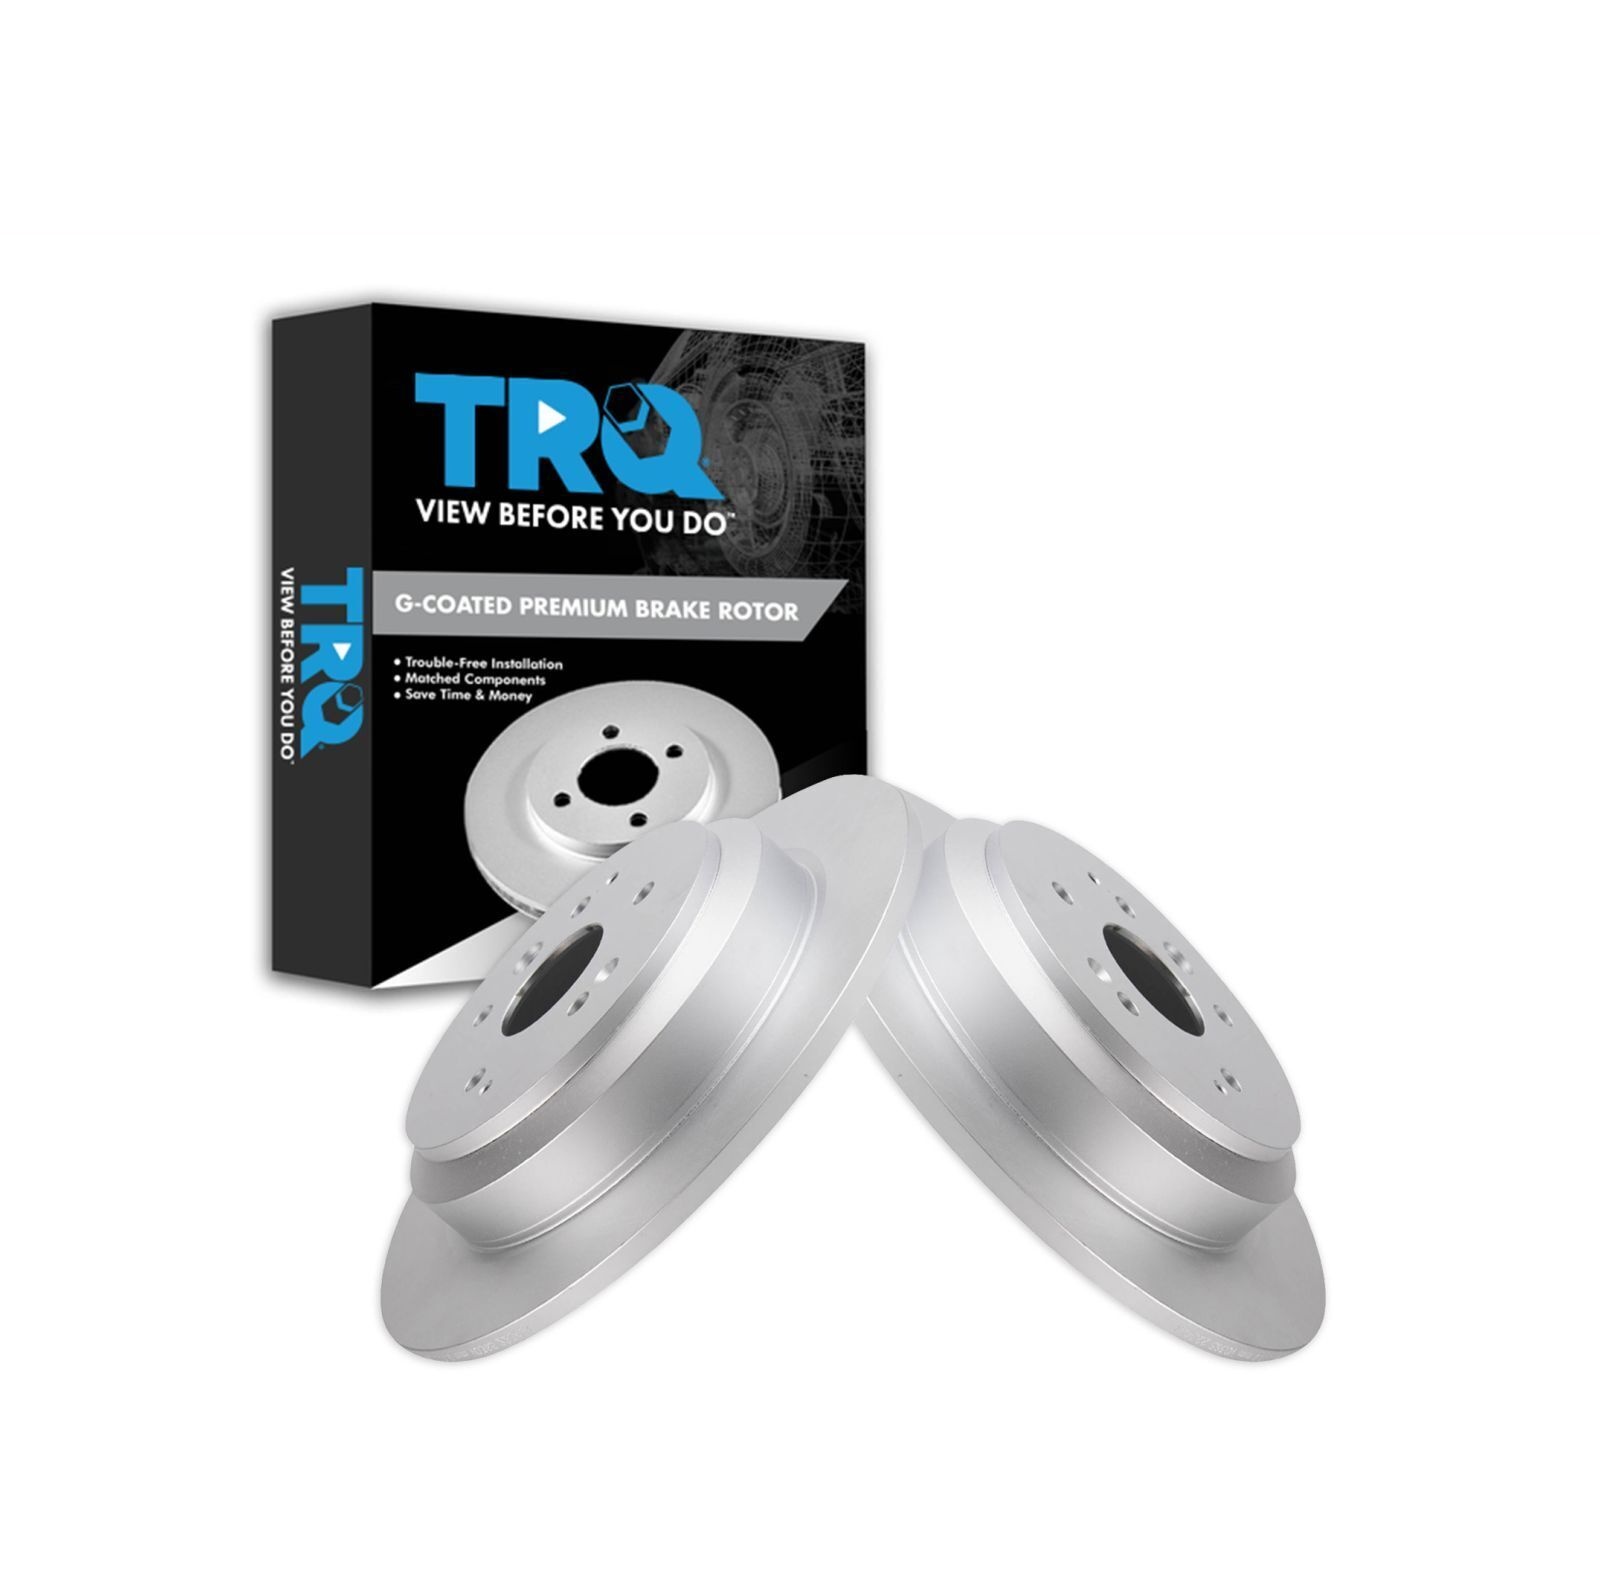 TRQ
VIEW BEFORE YOU DO™
G-COATED PREMIUM BRAKE ROTOR
• Trouble-Free Installation
• Matched Components
• Save Time & Money
TRQ
VIEW BEFORE YOU DO